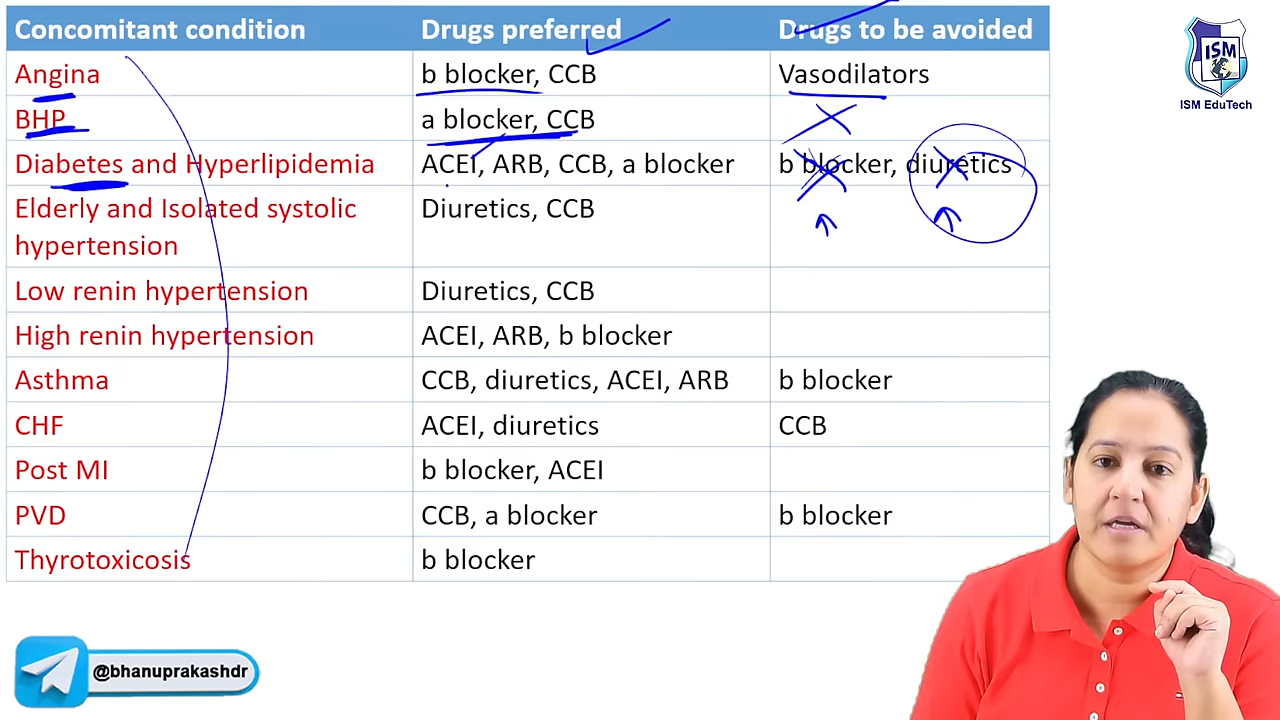 Concomitant condition Drugs preferred Drugs to be avoided
Angina b blocker, CCB Vasodilators
BHP a blocker, CCB
Diabetes and Hyperlipidemia ACEI, ARB, CCB, a blocker b blocker, diuretics
Elderly and Isolated systolic Diuretics, CCB
hypertension
Low renin hypertension Diuretics, CCB
High renin hypertension ACEI, ARB, b blocker
Asthma CCB, diuretics, ACEI, ARB b blocker
CHF ACEI, diuretics CCB
Post MI b blocker, ACEI
PVD CCB, a blocker b blocker
Thyrotoxicosis b blocker
ISM
ISM EduTech
@bhanuprakashdr